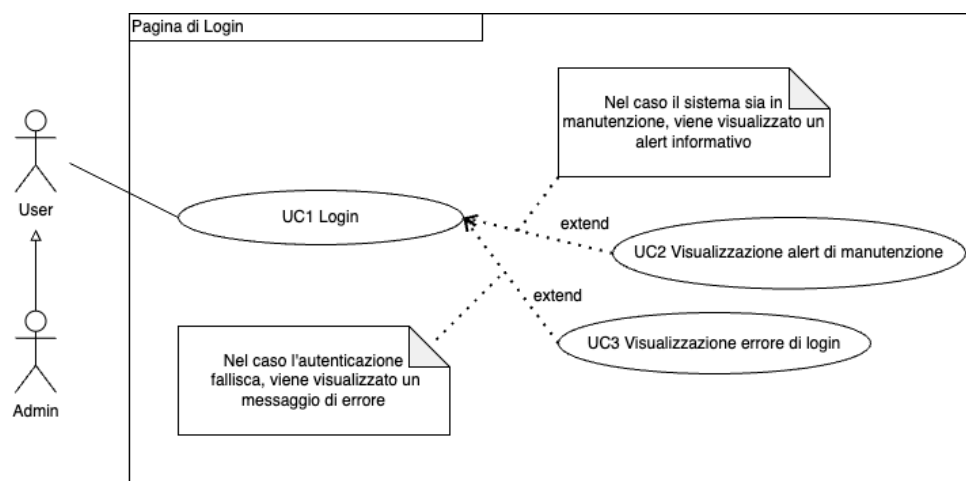 Pagina di Login
Nel caso il sistema sia in
manutenzione, viene visualizzato un
alert informativo
User
UC1 Login
extend
UC2 Visualizzazione alert di manutenzione
extend
UC3 Visualizzazione errore di login
Nel caso l'autenticazione
fallisca, viene visualizzato un
messaggio di errore
Admin